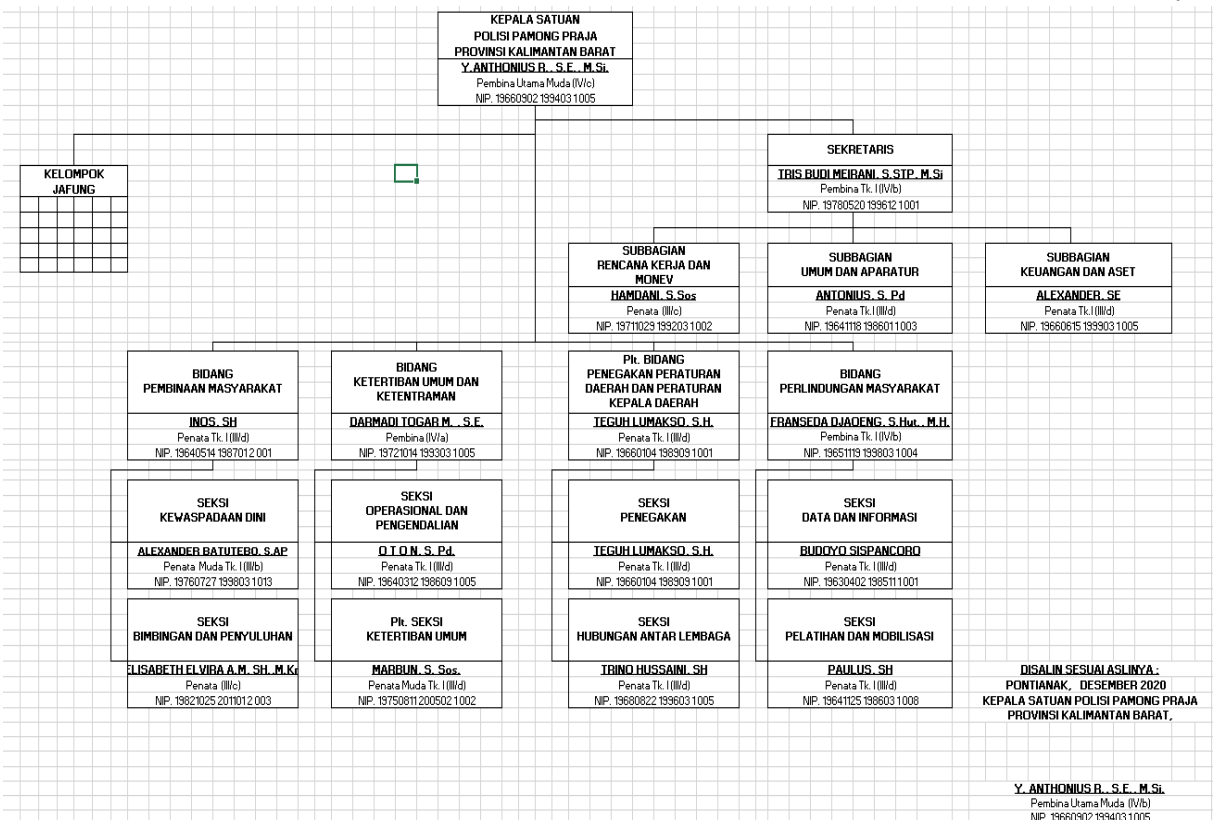 KEPALA SATUAN
POLISI PAMONG PRAJA
PROVINSI KALIMANTAN BARAT
Y.ANTHONIUS R., S.E., M.Si.
Pembina Utama Muda (IV/c)
NIP. 19660902 199403 1 005
KELOMPOK
JAFUNG
SEKRETARIS
TRIS BUDI MEIRANI, S.STP, M.Si
Pembina Tk. I (IV/b)
NIP. 19780520 199612 1 001
SUBBAGIAN
RENCANA KERJA DAN
MONEV
HAMDANI, S.Sos
Penata (III/c)
NIP. 19711029 199203 1 002
SUBBAGIAN
UMUM DAN APARATUR
ANTONIUS, S. Pd
Penata Tk.I (III/d)
NIP. 19641118 198601 1 003
SUBBAGIAN
KEUANGAN DAN ASET
ALEXANDER, SE
Penata Tk.I (III/d)
NIP. 19660615 199903 1 005
BIDANG
PEMBINAAN MASYARAKAT
INOS, SH
Penata Tk. I (III/d)
NIP. 19640514 198701 2 001
BIDANG
KETERTIBAN UMUM DAN
KETENTRAMAN
DARMADI TOGAR M. , S.E.
Pembina (IV/a)
NIP. 19721014 199303 1 005
Plt. BIDANG
PENEGAKAN PERATURAN
DAERAH DAN PERATURAN
KEPALA DAERAH
TEGUH LUMAKSO, S.H.
Penata Tk. I (III/d)
NIP. 19660104 198909 1 001
BIDANG
PERLINDUNGAN MASYARAKAT
FRANSEDA DJAOENG, S.Hut., M.H.
Pembina Tk. I (IV/b)
NIP. 19651119 199803 1 004
SEKSI
KEWASPADAAN DINI
ALEXANDER BATUTEBO, S.AP
Penata Muda Tk. I (III/b)
NIP. 19760727 199803 1 013
SEKSI
OPERASIONAL DAN
PENGENDALIAN
O T O N, S. Pd.
Penata Tk. I (III/d)
NIP. 19640312 198609 1 005
SEKSI
PENEGAKAN
TEGUH LUMAKSO, S.H.
Penata Tk. I (III/d)
NIP. 19660104 198909 1 001
SEKSI
DATA DAN INFORMASI
BUDOYO SISPANCORO
Penata Tk. I (III/d)
NIP. 19630402 198511 1 001
SEKSI
BIMBINGAN DAN PENYULUHAN
ELISABETH ELVIRA A.M, SH, .M.Kn
Penata (III/c)
NIP. 19821025 201101 2 003
Plt. SEKSI
KETERTIBAN UMUM
MARBUN, S. Sos.
Penata Muda Tk. I (III/d)
NIP. 19750811 200502 1 002
SEKSI
HUBUNGAN ANTAR LEMBAGA
TRINO HUSSAINI, SH
Penata Tk. I (III/d)
NIP. 19680822 199603 1 005
SEKSI
PELATIHAN DAN MOBILISASI
PAULUS, SH
Penata Tk. I (III/d)
NIP. 19641125 198603 1 008
DISALIN SESUAI ASLINYA :
PONTIANAK, DESEMBER 2020
KEPALA SATUAN POLISI PAMONG PRAJA
PROVINSI KALIMANTAN BARAT,
Y. ANTHONIUS R., S.E., M.Si.
Pembina Utama Muda (IV/b)
NIP. 19660902 199403 1 005